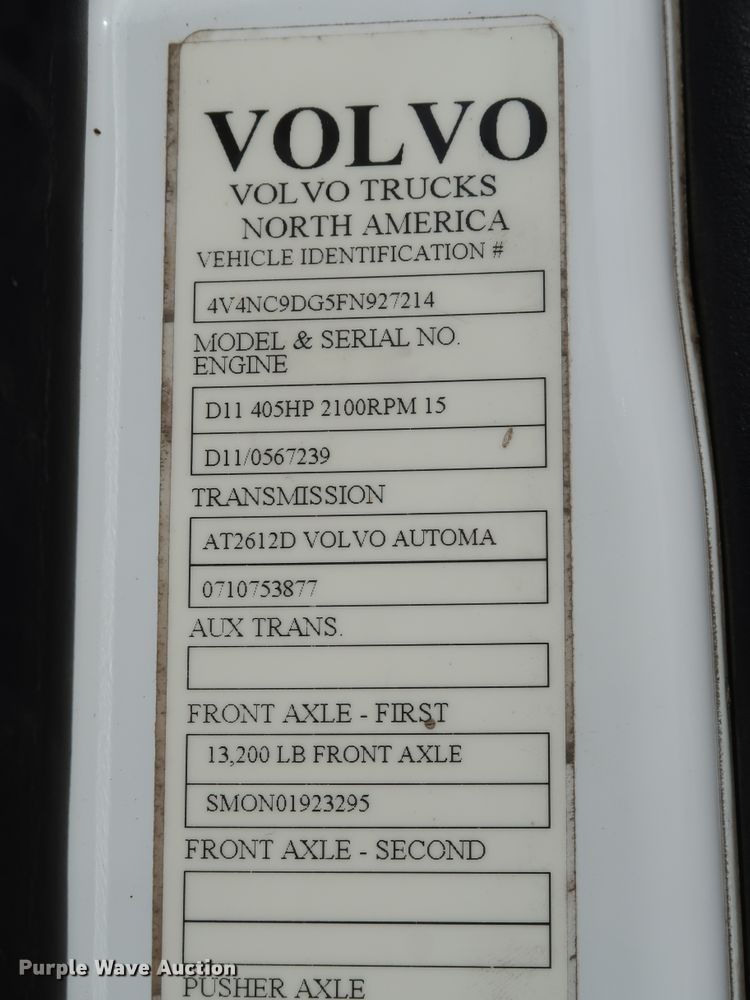 VOLVO
VOLVO TRUCKS
NORTH AMERICA
VEHICLE IDENTIFICATION #
4V4NC9DG5FN927214
MODEL & SERIAL NO.
ENGINE
D11 405HP 2100RPM 15
D11/0567239
TRANSMISSION
AT2612D VOLVO AUTOMA
0710753877
AUX TRANS.
FRONT AXLE - FIRST
13,200 LB FRONT AXLE
SMON01923295
FRONT AXLE - SECOND
PUSHER AXLE
Purple Wave Auction